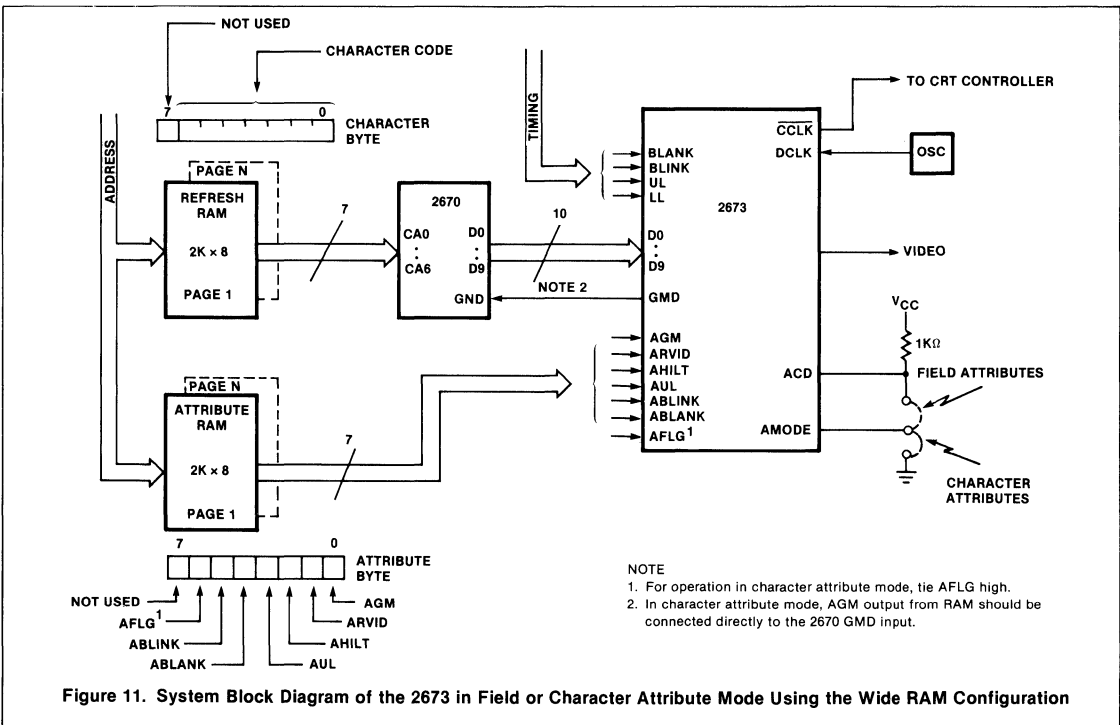 NOT USED
CHARACTER CODE
7 0
CHARACTER
BYTE
ADDRESS
TIMING
PAGE N
REFRESH
RAM
2K × 8
PAGE 1
7
2670
CA0
:
CA6
D0
:
D9
GND
10
NOTE 2
BLANK
BLINK
UL
LL
D0
:
D9
GMD
AGM
ARVID
AHILT
AUL
ABLINK
ABLANK
AFLG¹
2673
CCLK
DCLK
ACD
AMODE
TO CRT CONTROLLER
OSC
VIDEO
VCC
1KΩ
FIELD ATTRIBUTES
CHARACTER
ATTRIBUTES
PAGE N
ATTRIBUTE
RAM
2K × 8
PAGE 1
7
7 0
ATTRIBUTE
BYTE
NOT USED
AFLG¹
ABLINK
ABLANK
AGM
ARVID
AHILT
AUL
NOTE
1. For operation in character attribute mode, tie AFLG high.
2. In character attribute mode, AGM output from RAM should be
connected directly to the 2670 GMD input.
Figure 11. System Block Diagram of the 2673 in Field or Character Attribute Mode Using the Wide RAM Configuration